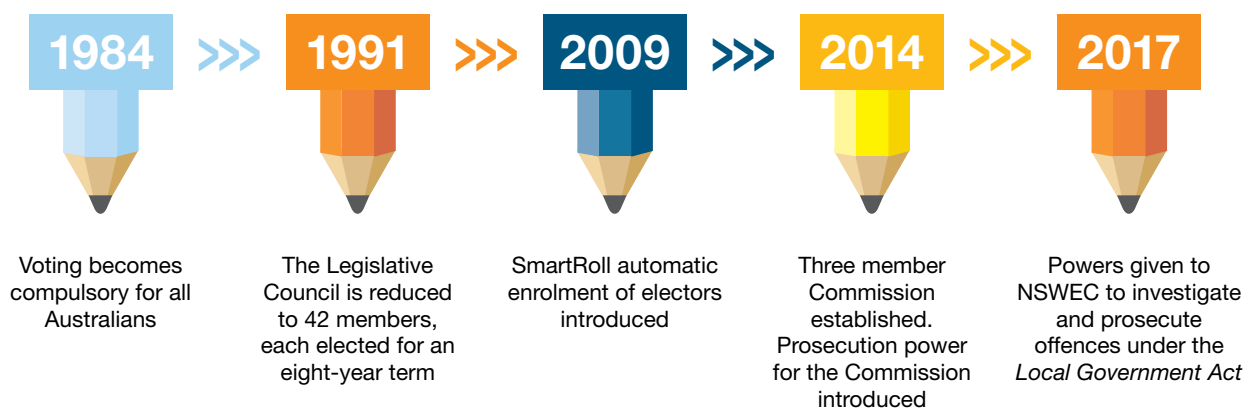 1984 >>> 1991 >>> 2009 >>> 2014 >>> 2017
Voting becomes
compulsory for all
Australians
The Legislative
Council is reduced
to 42 members,
each elected for an
eight-year term
SmartRoll automatic
enrolment of electors
introduced
Three member
Commission
established.
Prosecution power
for the Commission
introduced
Powers given to
NSWEC to investigate
and prosecute
offences under the
Local Government Act